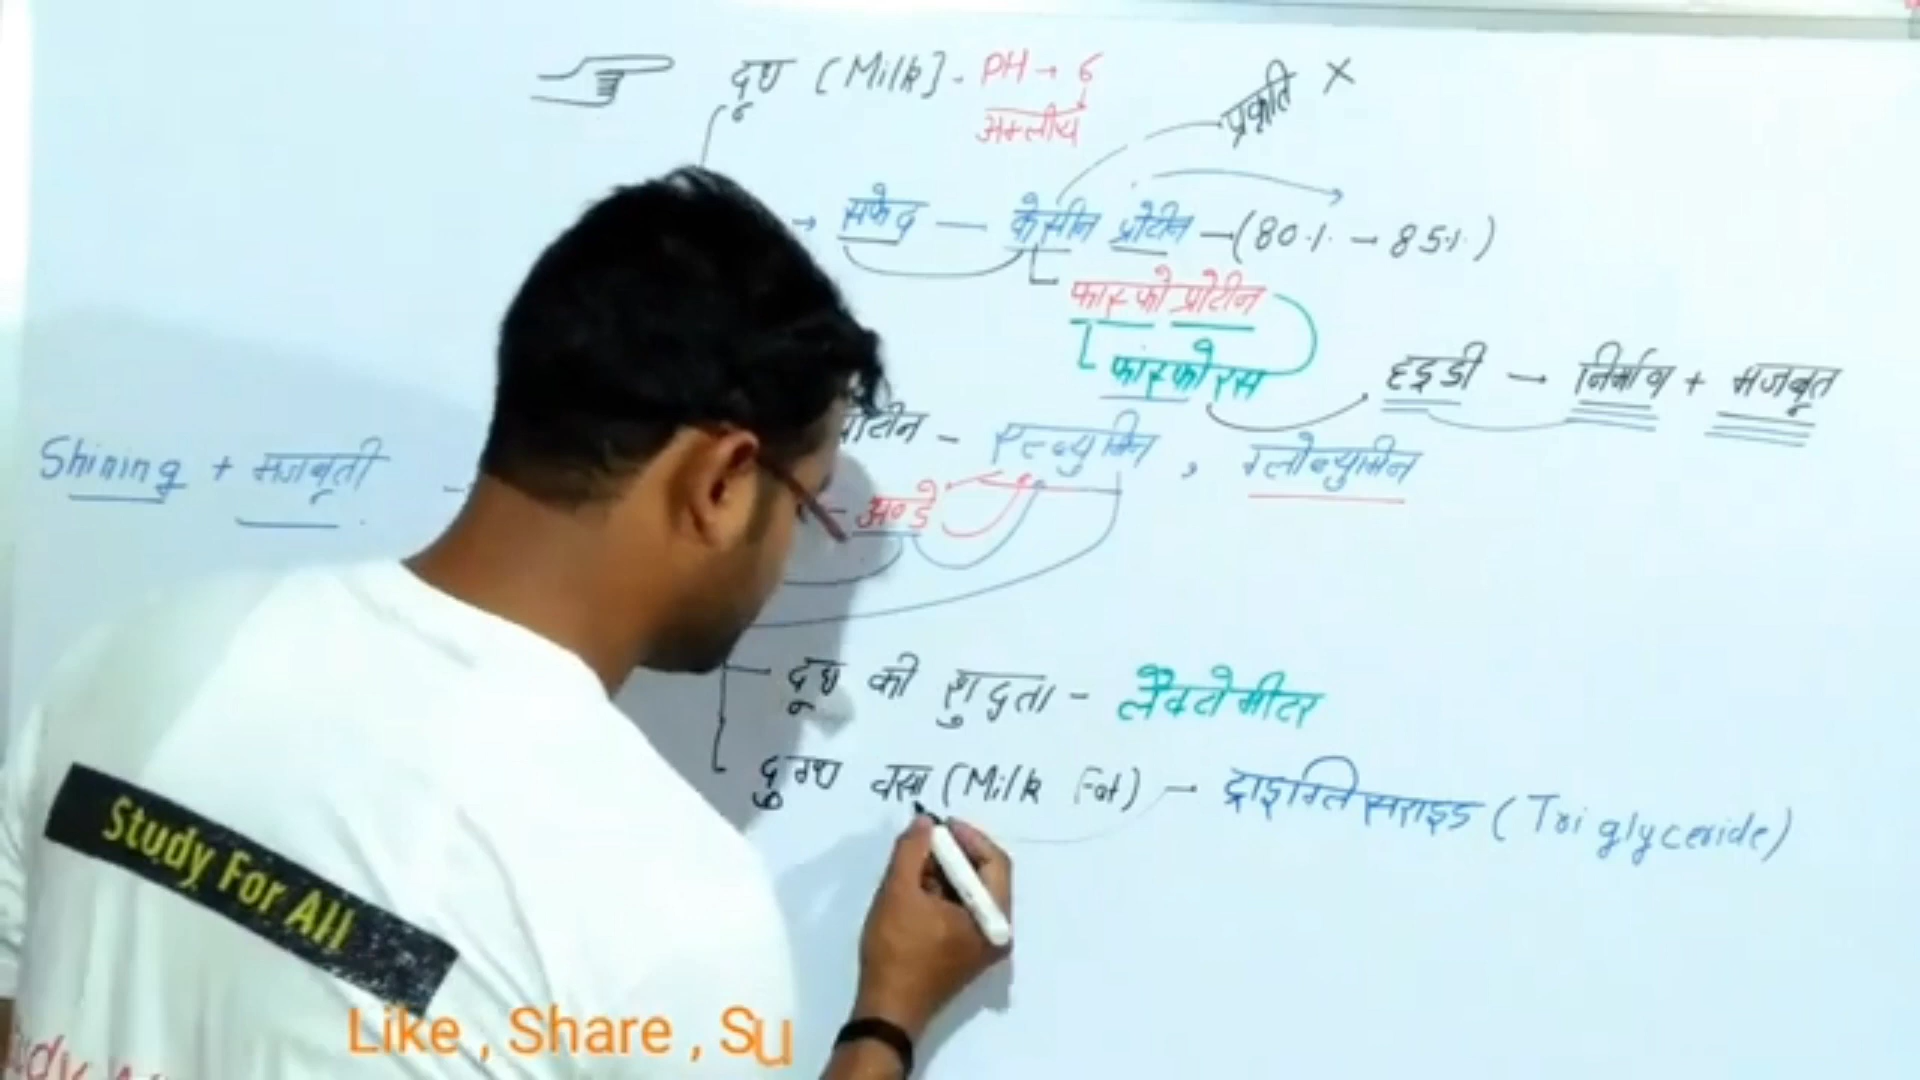 दूध (Milk) - PH → 6
अम्लीय
प्रकृति X
→ सफेद — केसीन प्रोटीन → (80% - 85%)
फास्फो प्रोटीन
फास्फोरस
हड्डी → निर्माण + मजबूत
प्रोटीन - एल्ब्युमिन , ग्लोब्युमिन
Shining + मजबूती
अण्डे
दूध की शुद्धता - लैक्टोमीटर
दुग्ध वसा (Milk Fat) → ट्राइग्लिसराइड (Triglyceride)
Study For All
Like , Share , Su